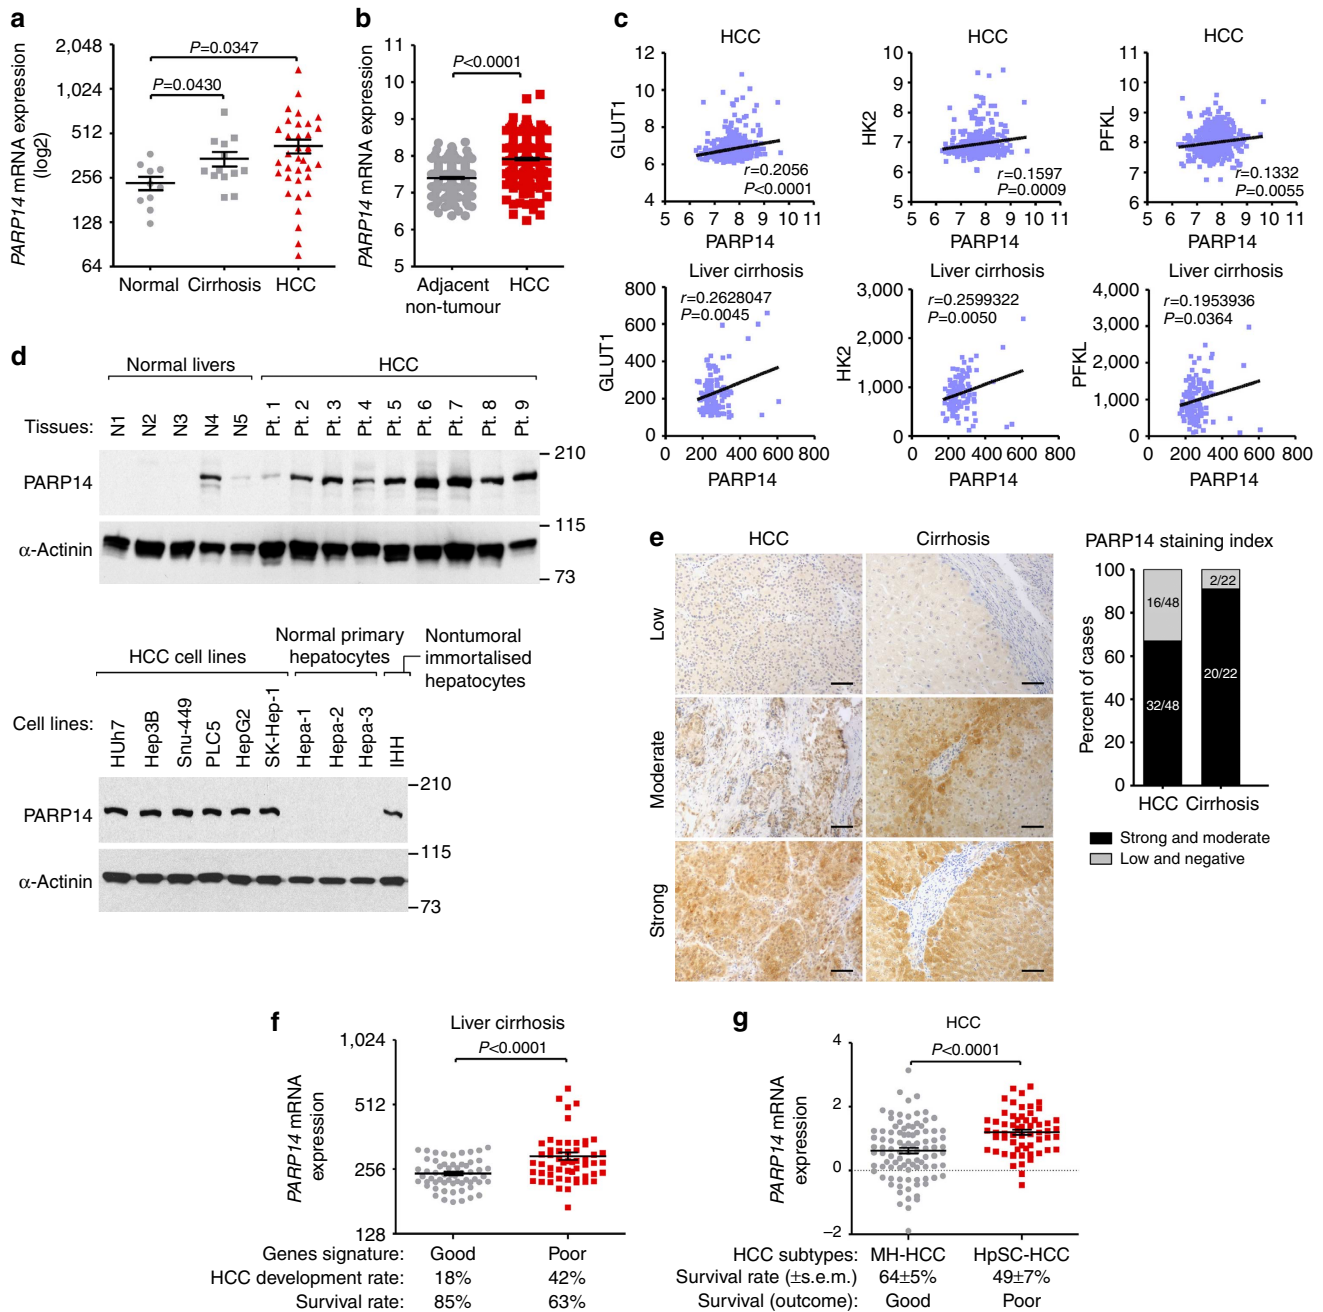 a
PARP14 mRNA expression
(log2)
2,048
1,024
512
256
128
64
P=0.0347
P=0.0430
Normal Cirrhosis HCC
b
PARP14 mRNA expression
11
10
9
8
7
6
5
P<0.0001
Adjacent
non-tumour
HCC
c
HCC
GLUT1
12
10
8
6
4
r=0.2056
P<0.0001
5 6 7 8 9 10 11
PARP14
HCC
HK2
10
9
8
7
6
5
r=0.1597
P=0.0009
5 6 7 8 9 10 11
PARP14
HCC
PFKL
11
10
9
8
7
6
r=0.1332
P=0.0055
5 6 7 8 9 10 11
PARP14
Liver cirrhosis
GLUT1
800
600
400
200
0
r=0.2628047
P=0.0045
0 200 400 600 800
PARP14
Liver cirrhosis
HK2
3,000
2,000
1,000
0
r=0.2599322
P=0.0050
0 200 400 600 800
PARP14
Liver cirrhosis
PFKL
4,000
3,000
2,000
1,000
0
r=0.1953936
P=0.0364
0 200 400 600 800
PARP14
d
Normal livers HCC
Tissues: N1 N2 N3 N4 N5 Pt. 1 Pt. 2 Pt. 3 Pt. 4 Pt. 5 Pt. 6 Pt. 7 Pt. 8 Pt. 9
210
PARP14
115
α-Actinin
73
HCC cell lines
Normal primary
hepatocytes
Nontumoral
immortalised
hepatocytes
Cell lines: HUh7 Hep3B Snu-449 PLC5 HepG2 SK-Hep-1 Hepa-1 Hepa-2 Hepa-3 IHH
210
PARP14
115
α-Actinin
73
e
HCC Cirrhosis
Low
Moderate
Strong
PARP14 staining index
Percent of cases
100
80
60
40
20
0
16/48
32/48
2/22
20/22
HCC Cirrhosis
Strong and moderate
Low and negative
f
Liver cirrhosis
PARP14 mRNA
expression
1,024
512
256
128
P<0.0001
Genes signature: Good Poor
HCC development rate: 18% 42%
Survival rate: 85% 63%
g
HCC
PARP14 mRNA
expression
4
2
0
−2
P<0.0001
HCC subtypes: MH-HCC HpSC-HCC
Survival rate (±s.e.m.) 64±5% 49±7%
Survival (outcome): Good Poor